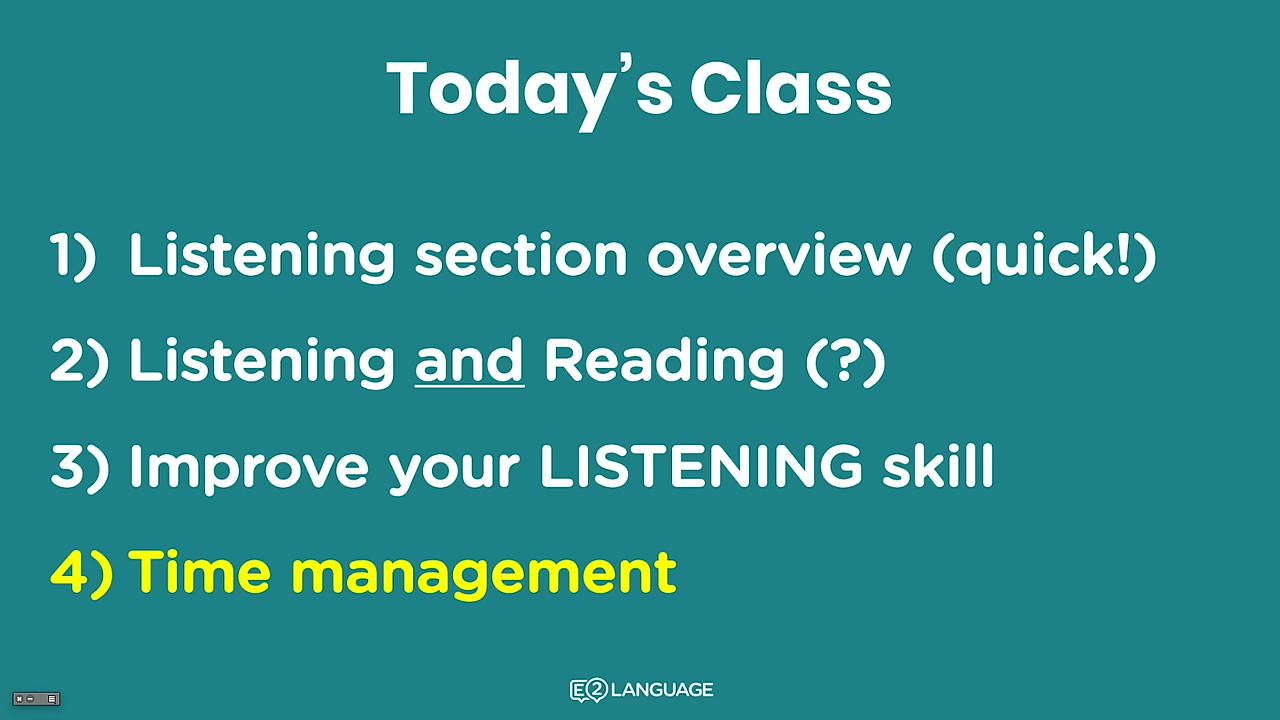 Today’s Class
1) Listening section overview (quick!)
2) Listening and Reading (?)
3) Improve your LISTENING skill
4) Time management
E2 LANGUAGE